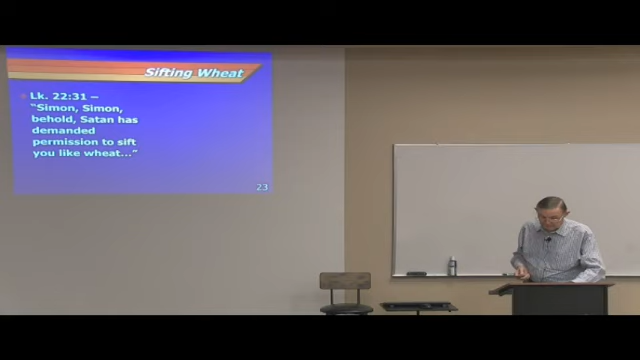 Sifting Wheat
Lk. 22:31 –
“Simon, Simon,
behold, Satan has
demanded
permission to sift
you like wheat...”
23